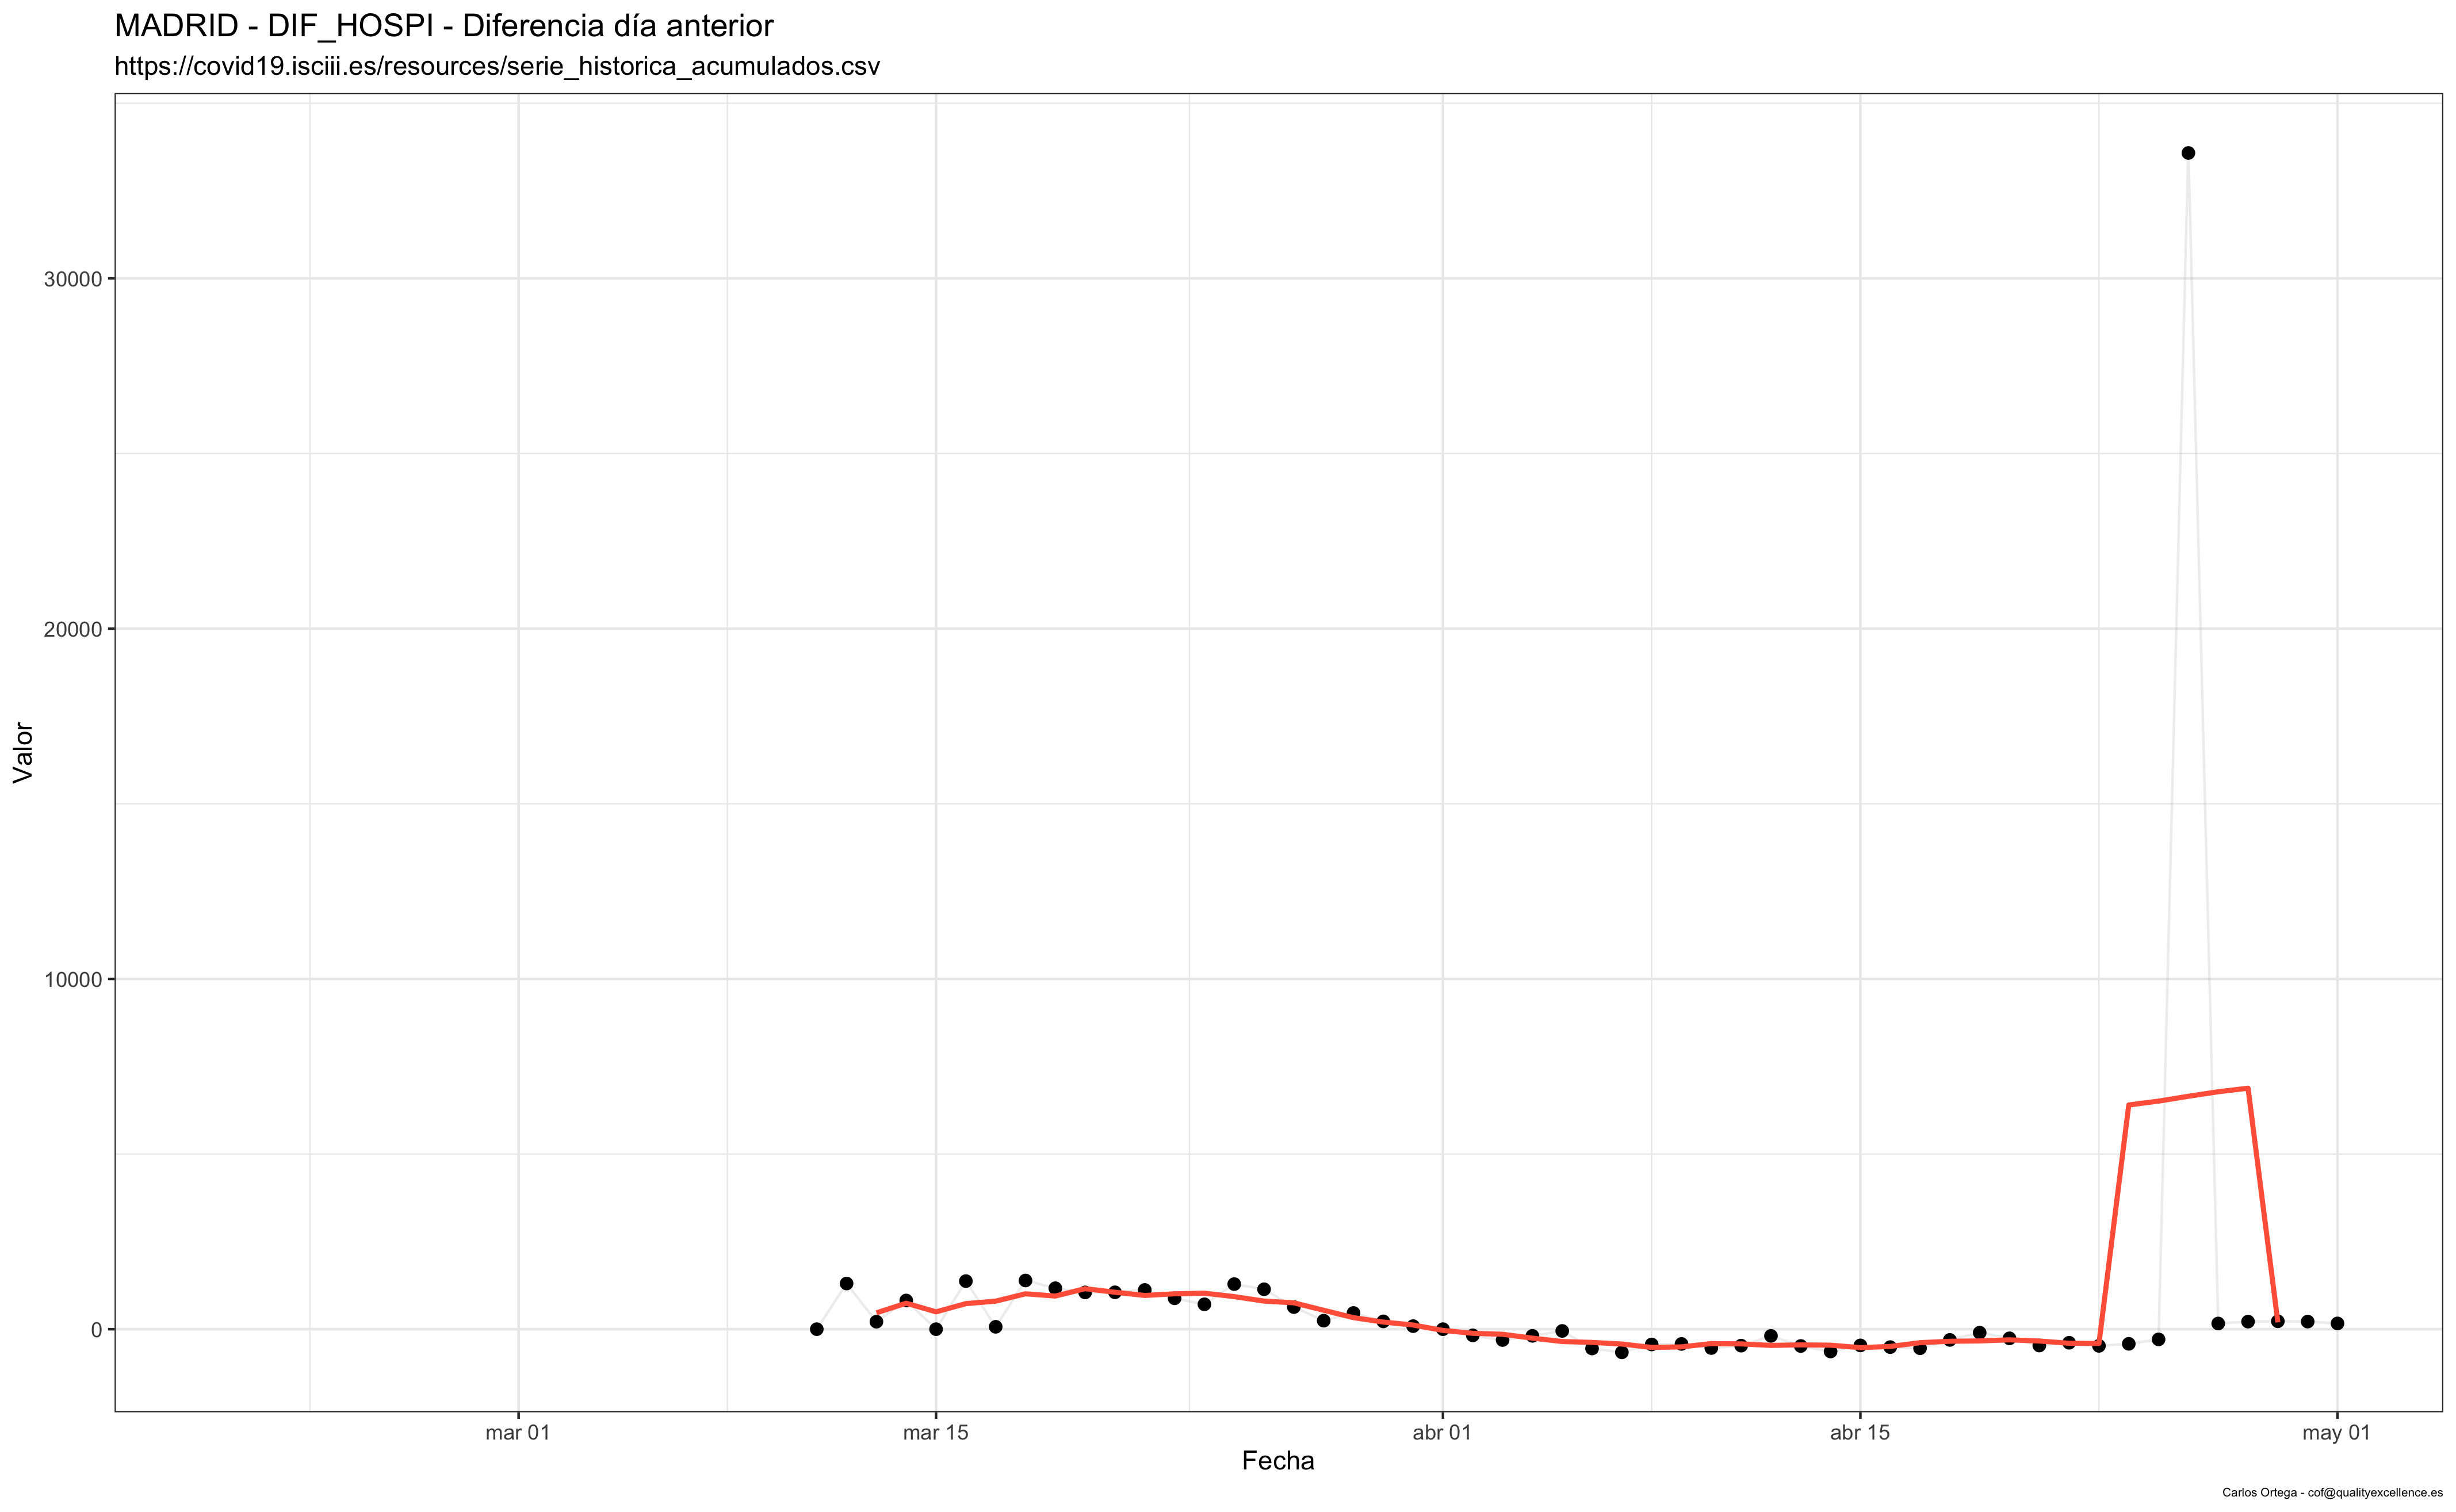 MADRID - DIF_HOSPI - Diferencia día anterior
https://covid19.isciii.es/resources/serie_historica_acumulados.csv
30000
20000
10000
0
Valor
mar 01
mar 15
abr 01
abr 15
may 01
Fecha
Carlos Ortega - cof@qualityexcellence.es